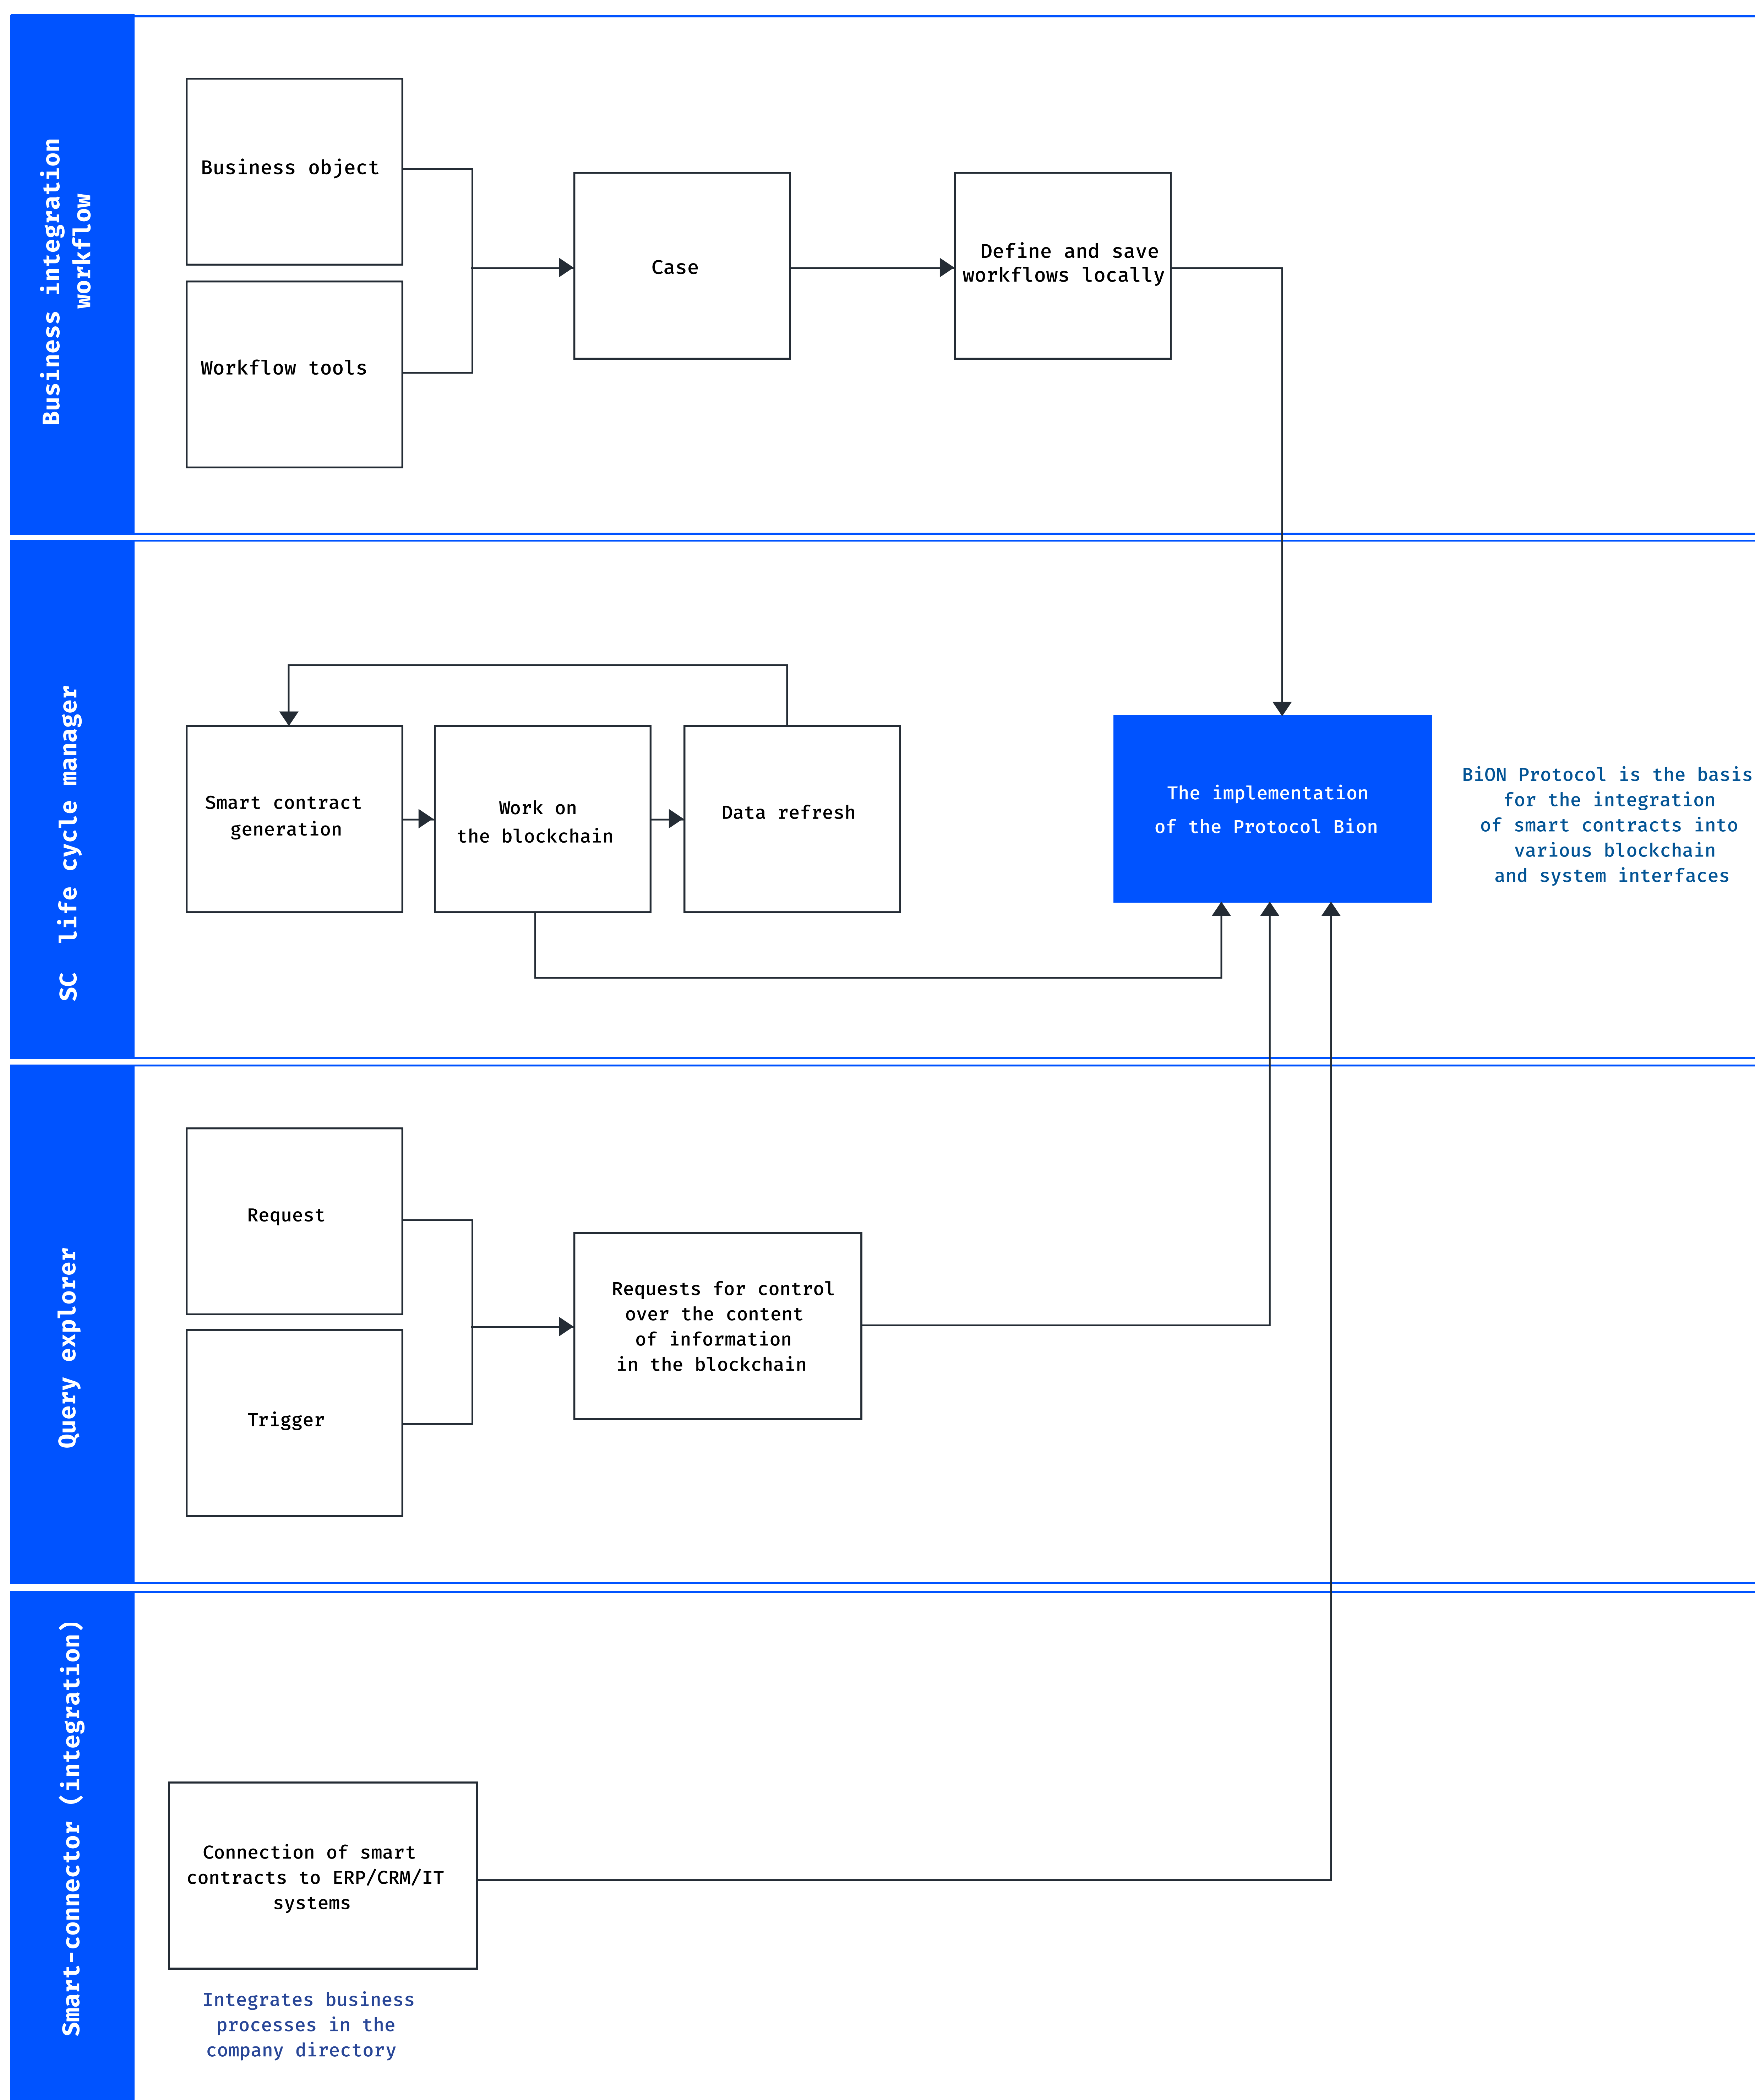 Business integration
workflow
Business object
Workflow tools
Case
Define and save
workflows locally
SC life cycle manager
Smart contract
generation
Work on
the blockchain
Data refresh
The implementation
of the Protocol Bion
BiON Protocol is the basis
for the integration
of smart contracts into
various blockchain
and system interfaces
Query explorer
Request
Trigger
Requests for control
over the content
of information
in the blockchain
Smart-connector (integration)
Connection of smart
contracts to ERP/CRM/IT
systems
Integrates business
processes in the
company directory